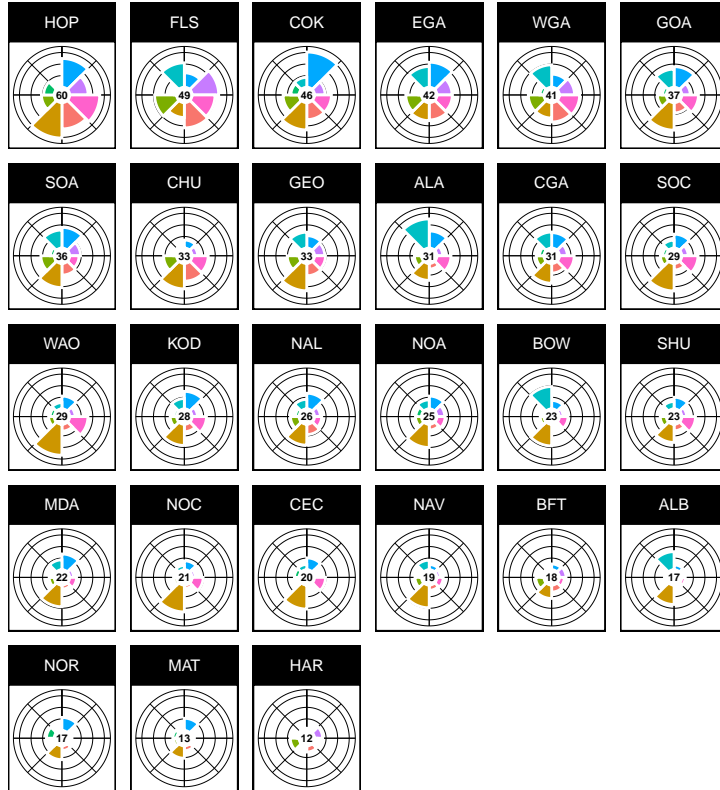 HOP FLS COK EGA WGA GOA
60 49 46 42 41 37
SOA CHU GEO ALA CGA SOC
36 33 33 31 31 29
WAO KOD NAL NOA BOW SHU
29 28 26 25 23 23
MDA NOC CEC NAV BFT ALB
22 21 20 19 18 17
NOR MAT HAR
17 13 12